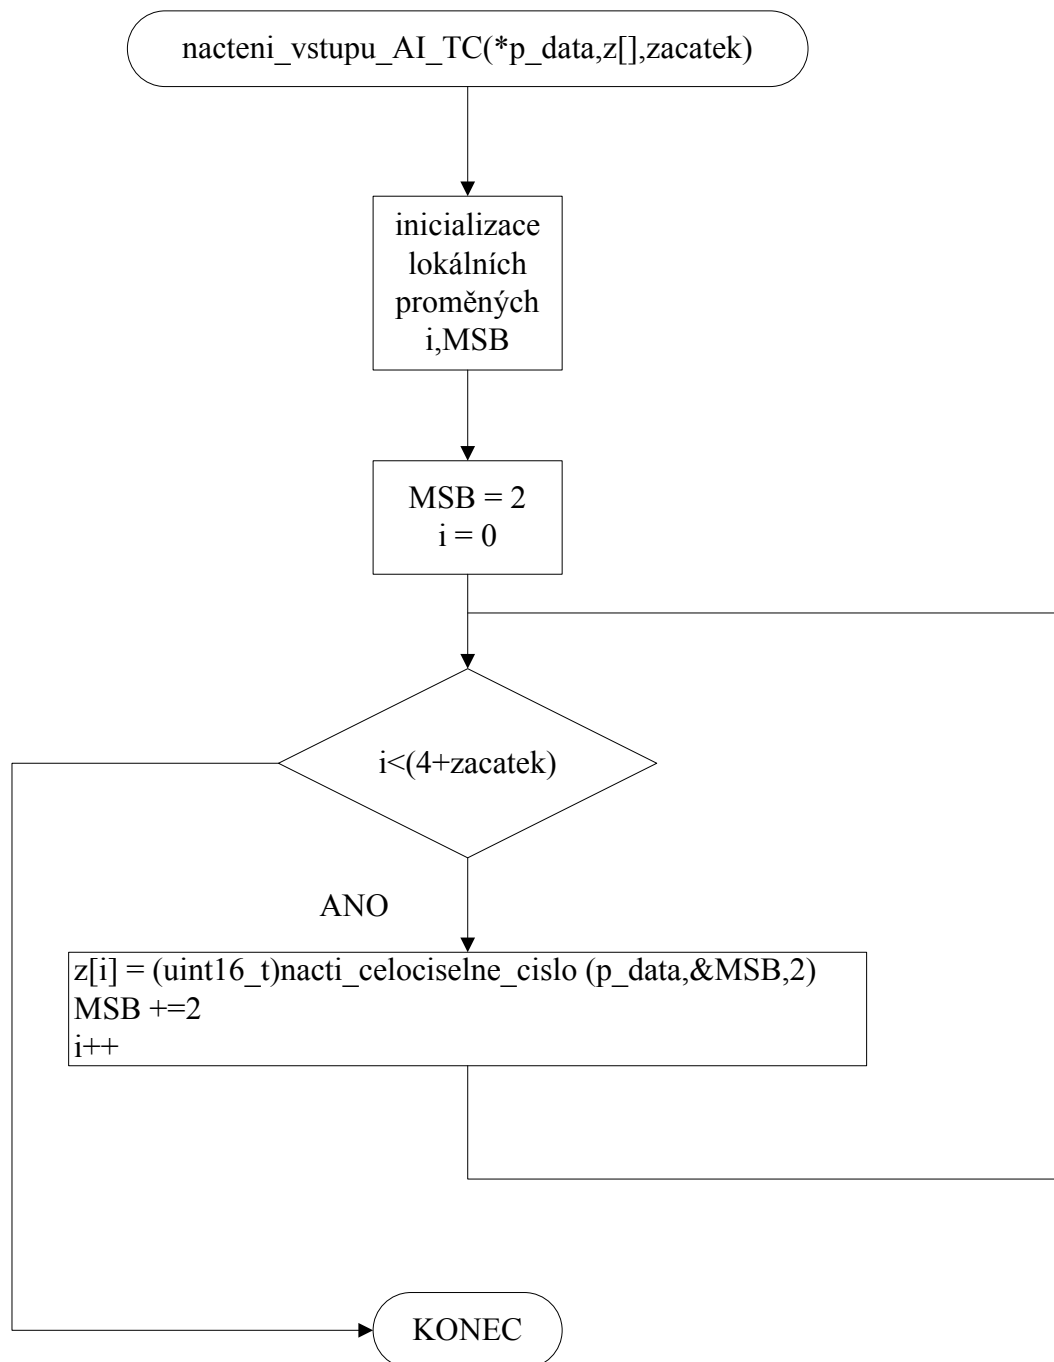 nacteni_vstupu_AI_TC(*p_data,z[],zacatek)
inicializace
lokálních
proměných
i,MSB
MSB = 2
i = 0
i<(4+zacatek)
ANO
z[i] = (uint16_t)nacti_celociselne_cislo (p_data,&MSB,2)
MSB +=2
i++
KONEC